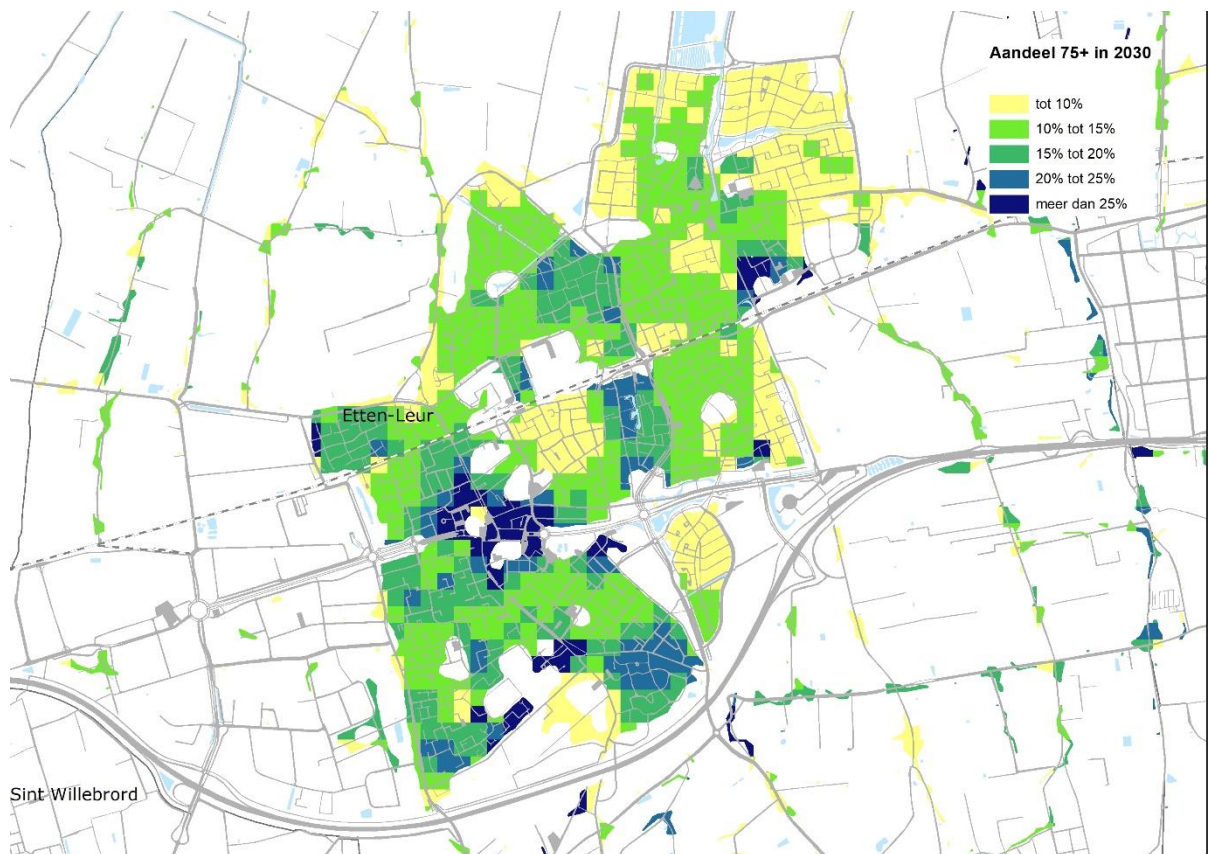 Aandeel 75+ in 2030
tot 10%
10% tot 15%
15% tot 20%
20% tot 25%
meer dan 25%
Etten-Leur
Sint Willebrord